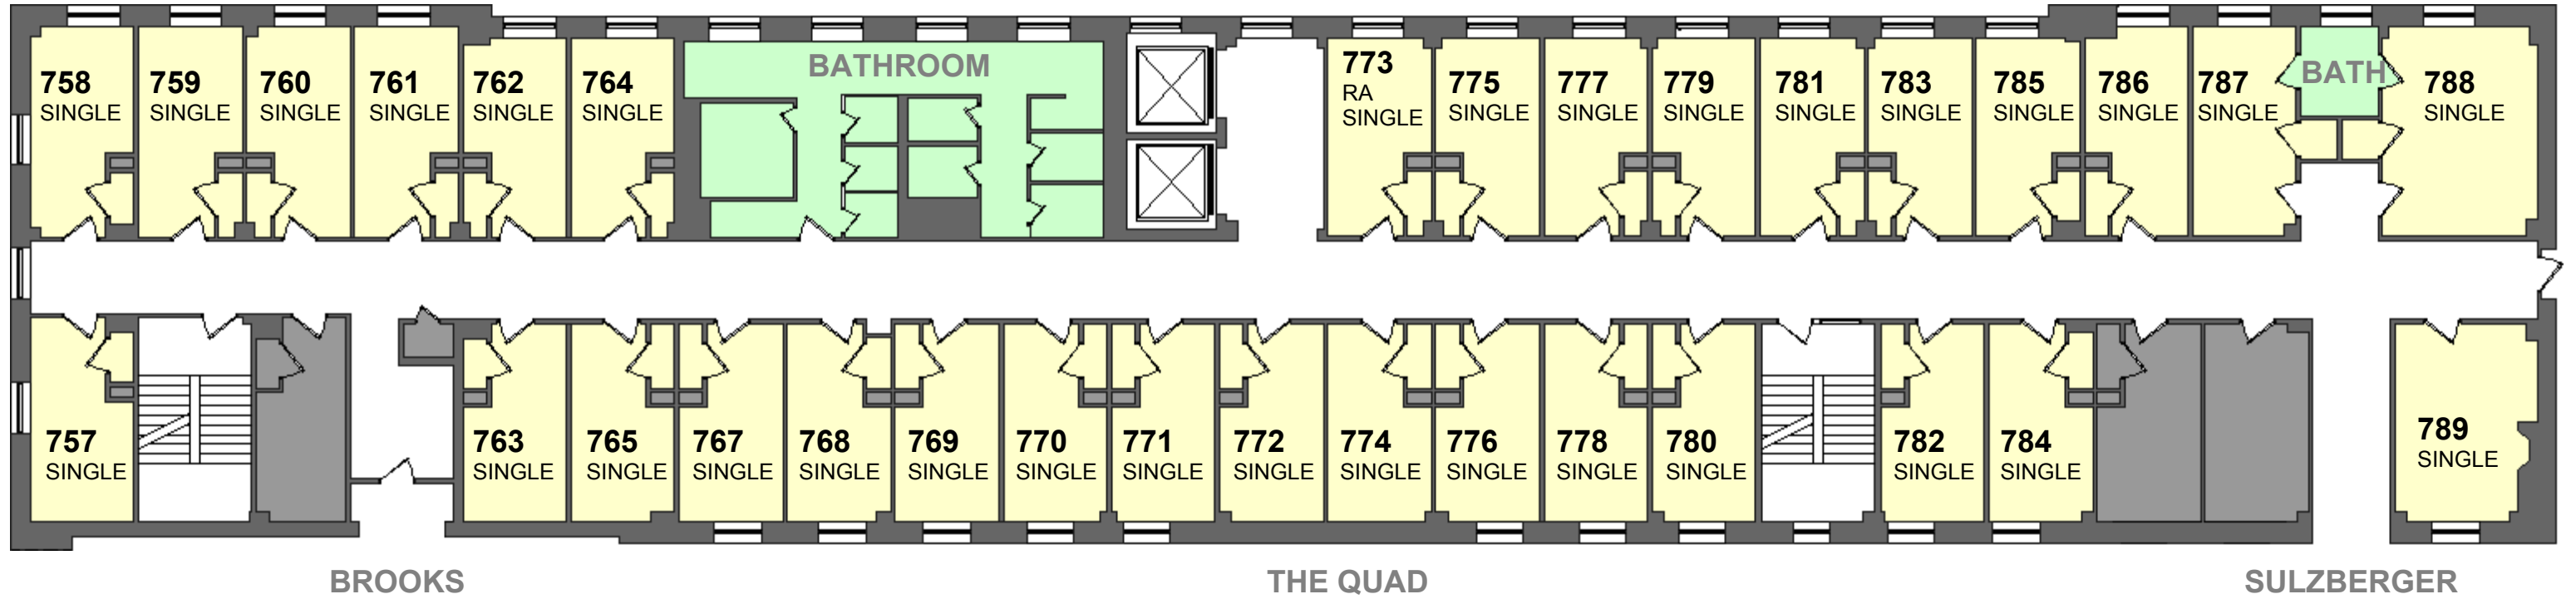 BATHROOM
BATH
758
SINGLE
759
SINGLE
760
SINGLE
761
SINGLE
762
SINGLE
764
SINGLE
773
RA
SINGLE
775
SINGLE
777
SINGLE
779
SINGLE
781
SINGLE
783
SINGLE
785
SINGLE
786
SINGLE
787
SINGLE
788
SINGLE
757
SINGLE
763
SINGLE
765
SINGLE
767
SINGLE
768
SINGLE
769
SINGLE
770
SINGLE
771
SINGLE
772
SINGLE
774
SINGLE
776
SINGLE
778
SINGLE
780
SINGLE
782
SINGLE
784
SINGLE
789
SINGLE
BROOKS
THE QUAD
SULZBERGER